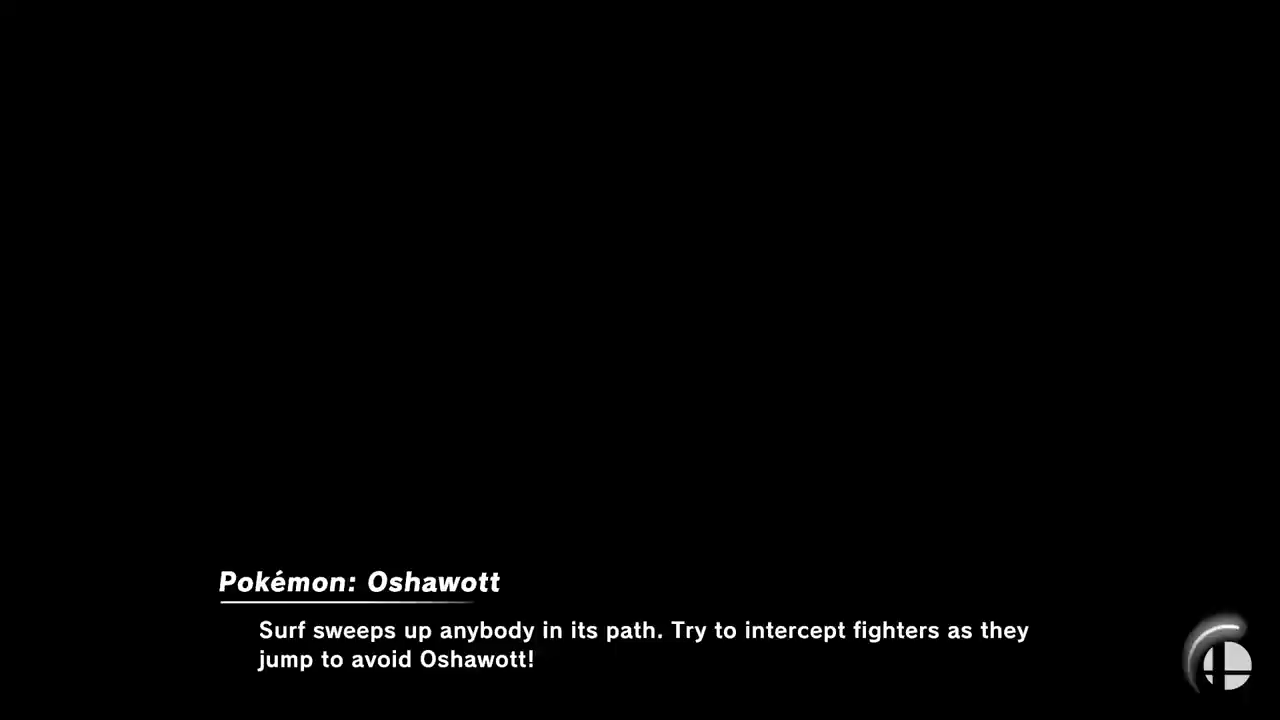 Pokémon: Oshawott
Surf sweeps up anybody in its path. Try to intercept fighters as they
jump to avoid Oshawott!